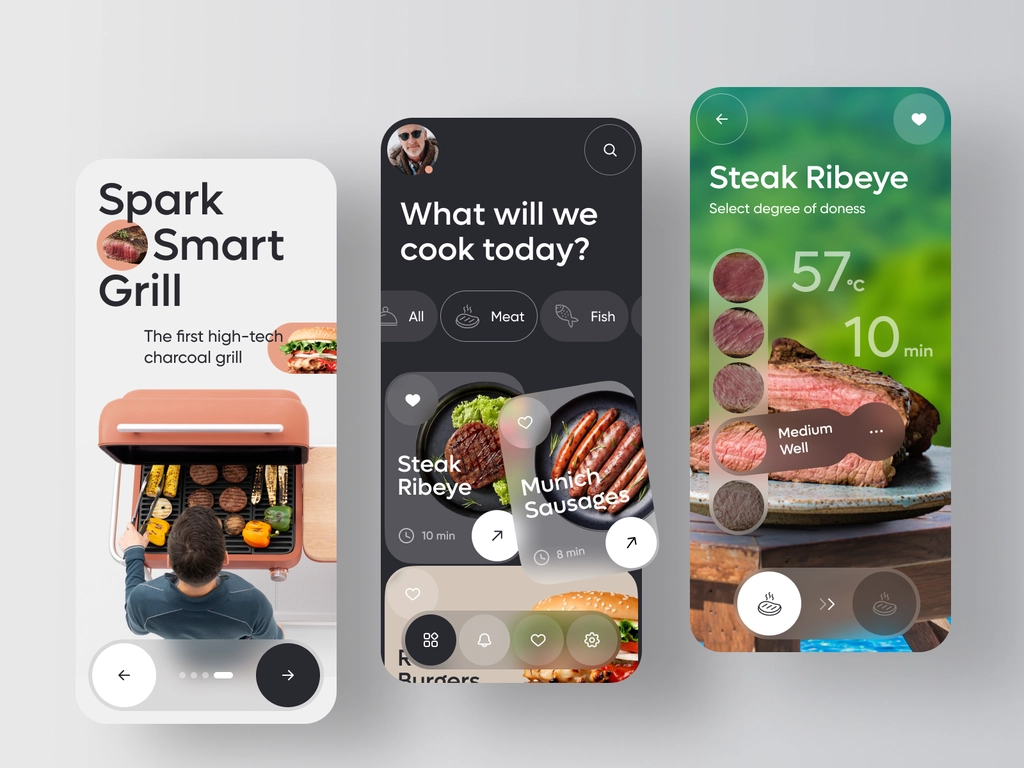 Spark
Smart
Grill
The first high-tech
charcoal grill
What will we
cook today?
All
Meat
Fish
Steak
Ribeye
10 min
Munich
Sausages
8 min
Burgers
Steak Ribeye
Select degree of doness
57°C
10 min
Medium
Well